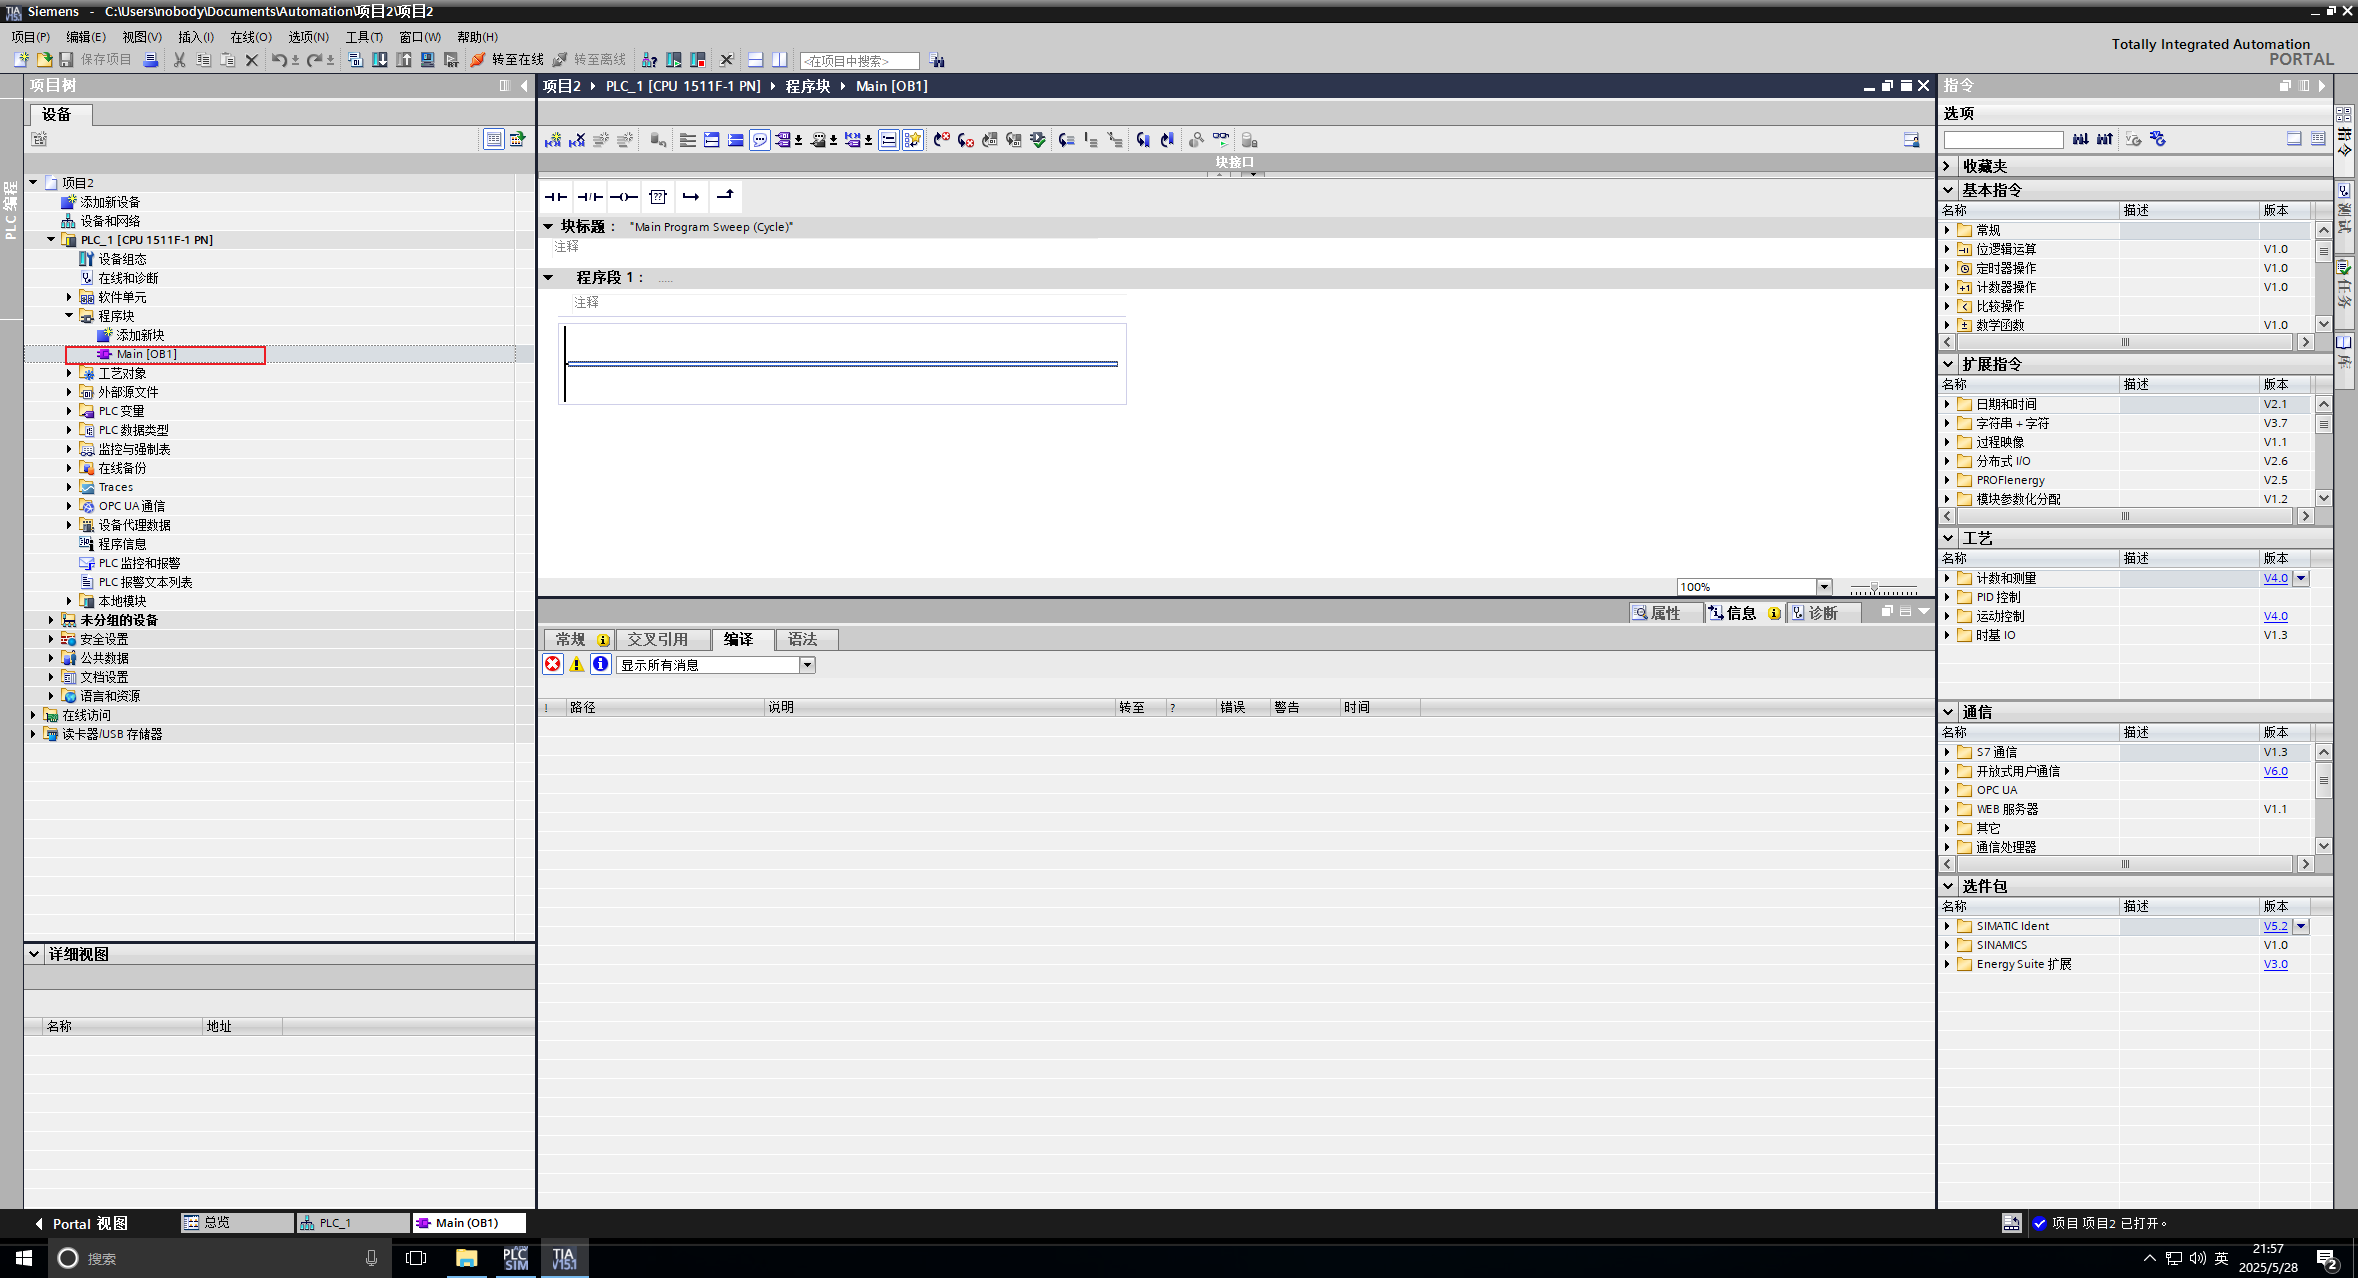 Siemens - C:\Users\nobody\Documents\Automation\项目2\项目2
项目(P) 编辑(E) 视图(V) 插入(I) 在线(O) 选项(N) 工具(T) 窗口(W) 帮助(H)
Totally Integrated Automation
PORTAL
保存项目 转至在线 转至离线 <在项目中搜索>
项目树
设备
PLC 编程
项目2
添加新设备
设备和网络
PLC_1 [CPU 1511F-1 PN]
设备组态
在线和诊断
软件单元
程序块
添加新块
Main [OB1]
工艺对象
外部源文件
PLC 变量
PLC 数据类型
监控与强制表
在线备份
Traces
OPC UA 通信
设备代理数据
程序信息
PLC 监控和报警
PLC 报警文本列表
本地模块
未分组的设备
安全设置
公共数据
文档设置
语言和资源
在线访问
读卡器/USB 存储器
详细视图
名称 地址
项目2 PLC_1 [CPU 1511F-1 PN] 程序块 Main [OB1]
块接口
块标题： "Main Program Sweep (Cycle)"
注释
程序段 1： .....
注释
100%
属性 信息 诊断
常规 交叉引用 编译 语法
显示所有消息
! 路径 说明 转至 ? 错误 警告 时间
指令
选项
收藏夹
基本指令
名称 描述 版本
常规
位逻辑运算 V1.0
定时器操作 V1.0
计数器操作 V1.0
比较操作
数学函数 V1.0
扩展指令
名称 描述 版本
日期和时间 V2.1
字符串 + 字符 V3.7
过程映像 V1.1
分布式 I/O V2.6
PROFIenergy V2.5
模块参数化分配 V1.2
工艺
名称 描述 版本
计数和测量 V4.0
PID 控制
运动控制 V4.0
时基 IO V1.3
通信
名称 描述 版本
S7 通信 V1.3
开放式用户通信 V6.0
OPC UA
WEB 服务器 V1.1
其它
通信处理器
选件包
名称 描述 版本
SIMATIC Ident V5.2
SINAMICS V1.0
Energy Suite 扩展 V3.0
指令
测试
任务
库
Portal 视图 总览 PLC_1 Main (OB1)
项目 项目2 已打开。
搜索
PLC SIM
TIA V15.1
英
21:57
2025/5/28
2